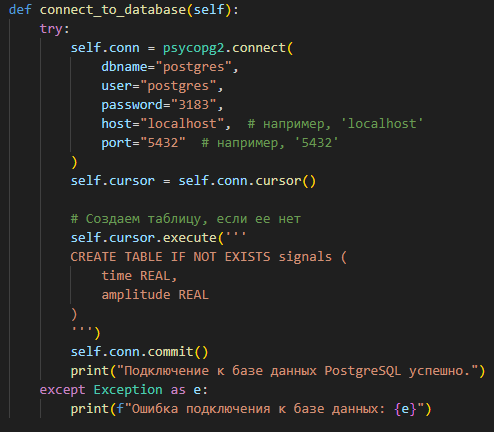 def connect_to_database(self):
    try:
        self.conn = psycopg2.connect(
            dbname="postgres",
            user="postgres",
            password="3183",
            host="localhost",  # например, 'localhost'
            port="5432"  # например, '5432'
        )
        self.cursor = self.conn.cursor()

        # Создаем таблицу, если ее нет
        self.cursor.execute('''
        CREATE TABLE IF NOT EXISTS signals (
            time REAL,
            amplitude REAL
        )
        ''')
        self.conn.commit()
        print("Подключение к базе данных PostgreSQL успешно.")
    except Exception as e:
        print(f"Ошибка подключения к базе данных: {e}")